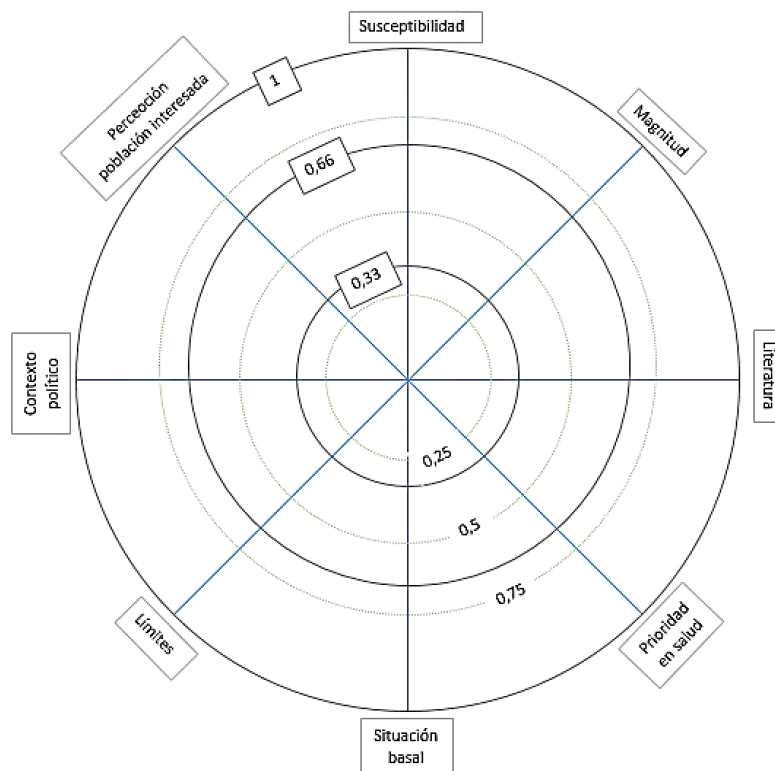 Susceptibilidad
Perceoción
población interesada
1
Magnitud
0,66
0,33
Contexto
político
Literatura
0,25
0,5
0,75
Límites
Prioridad
en salud
Situación
basal